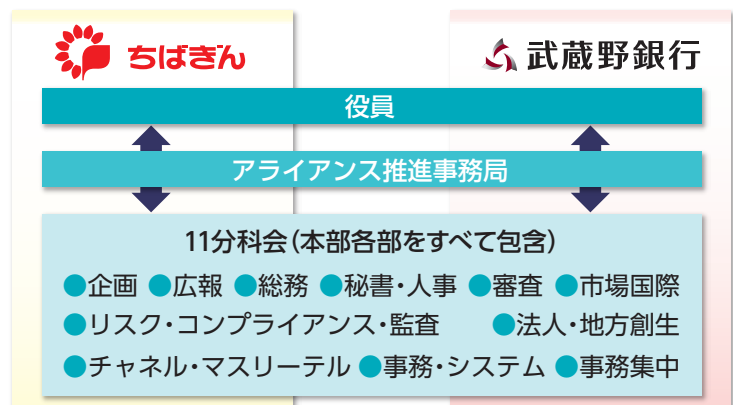 ちばぎん 武蔵野銀行
役員
アライアンス推進事務局
11分科会(本部各部をすべて包含)
●企画 ●広報 ●総務 ●秘書・人事 ●審査 ●市場国際
●リスク・コンプライアンス・監査 ●法人・地方創生
●チャネル・マスリーテル ●事務・システム ●事務集中